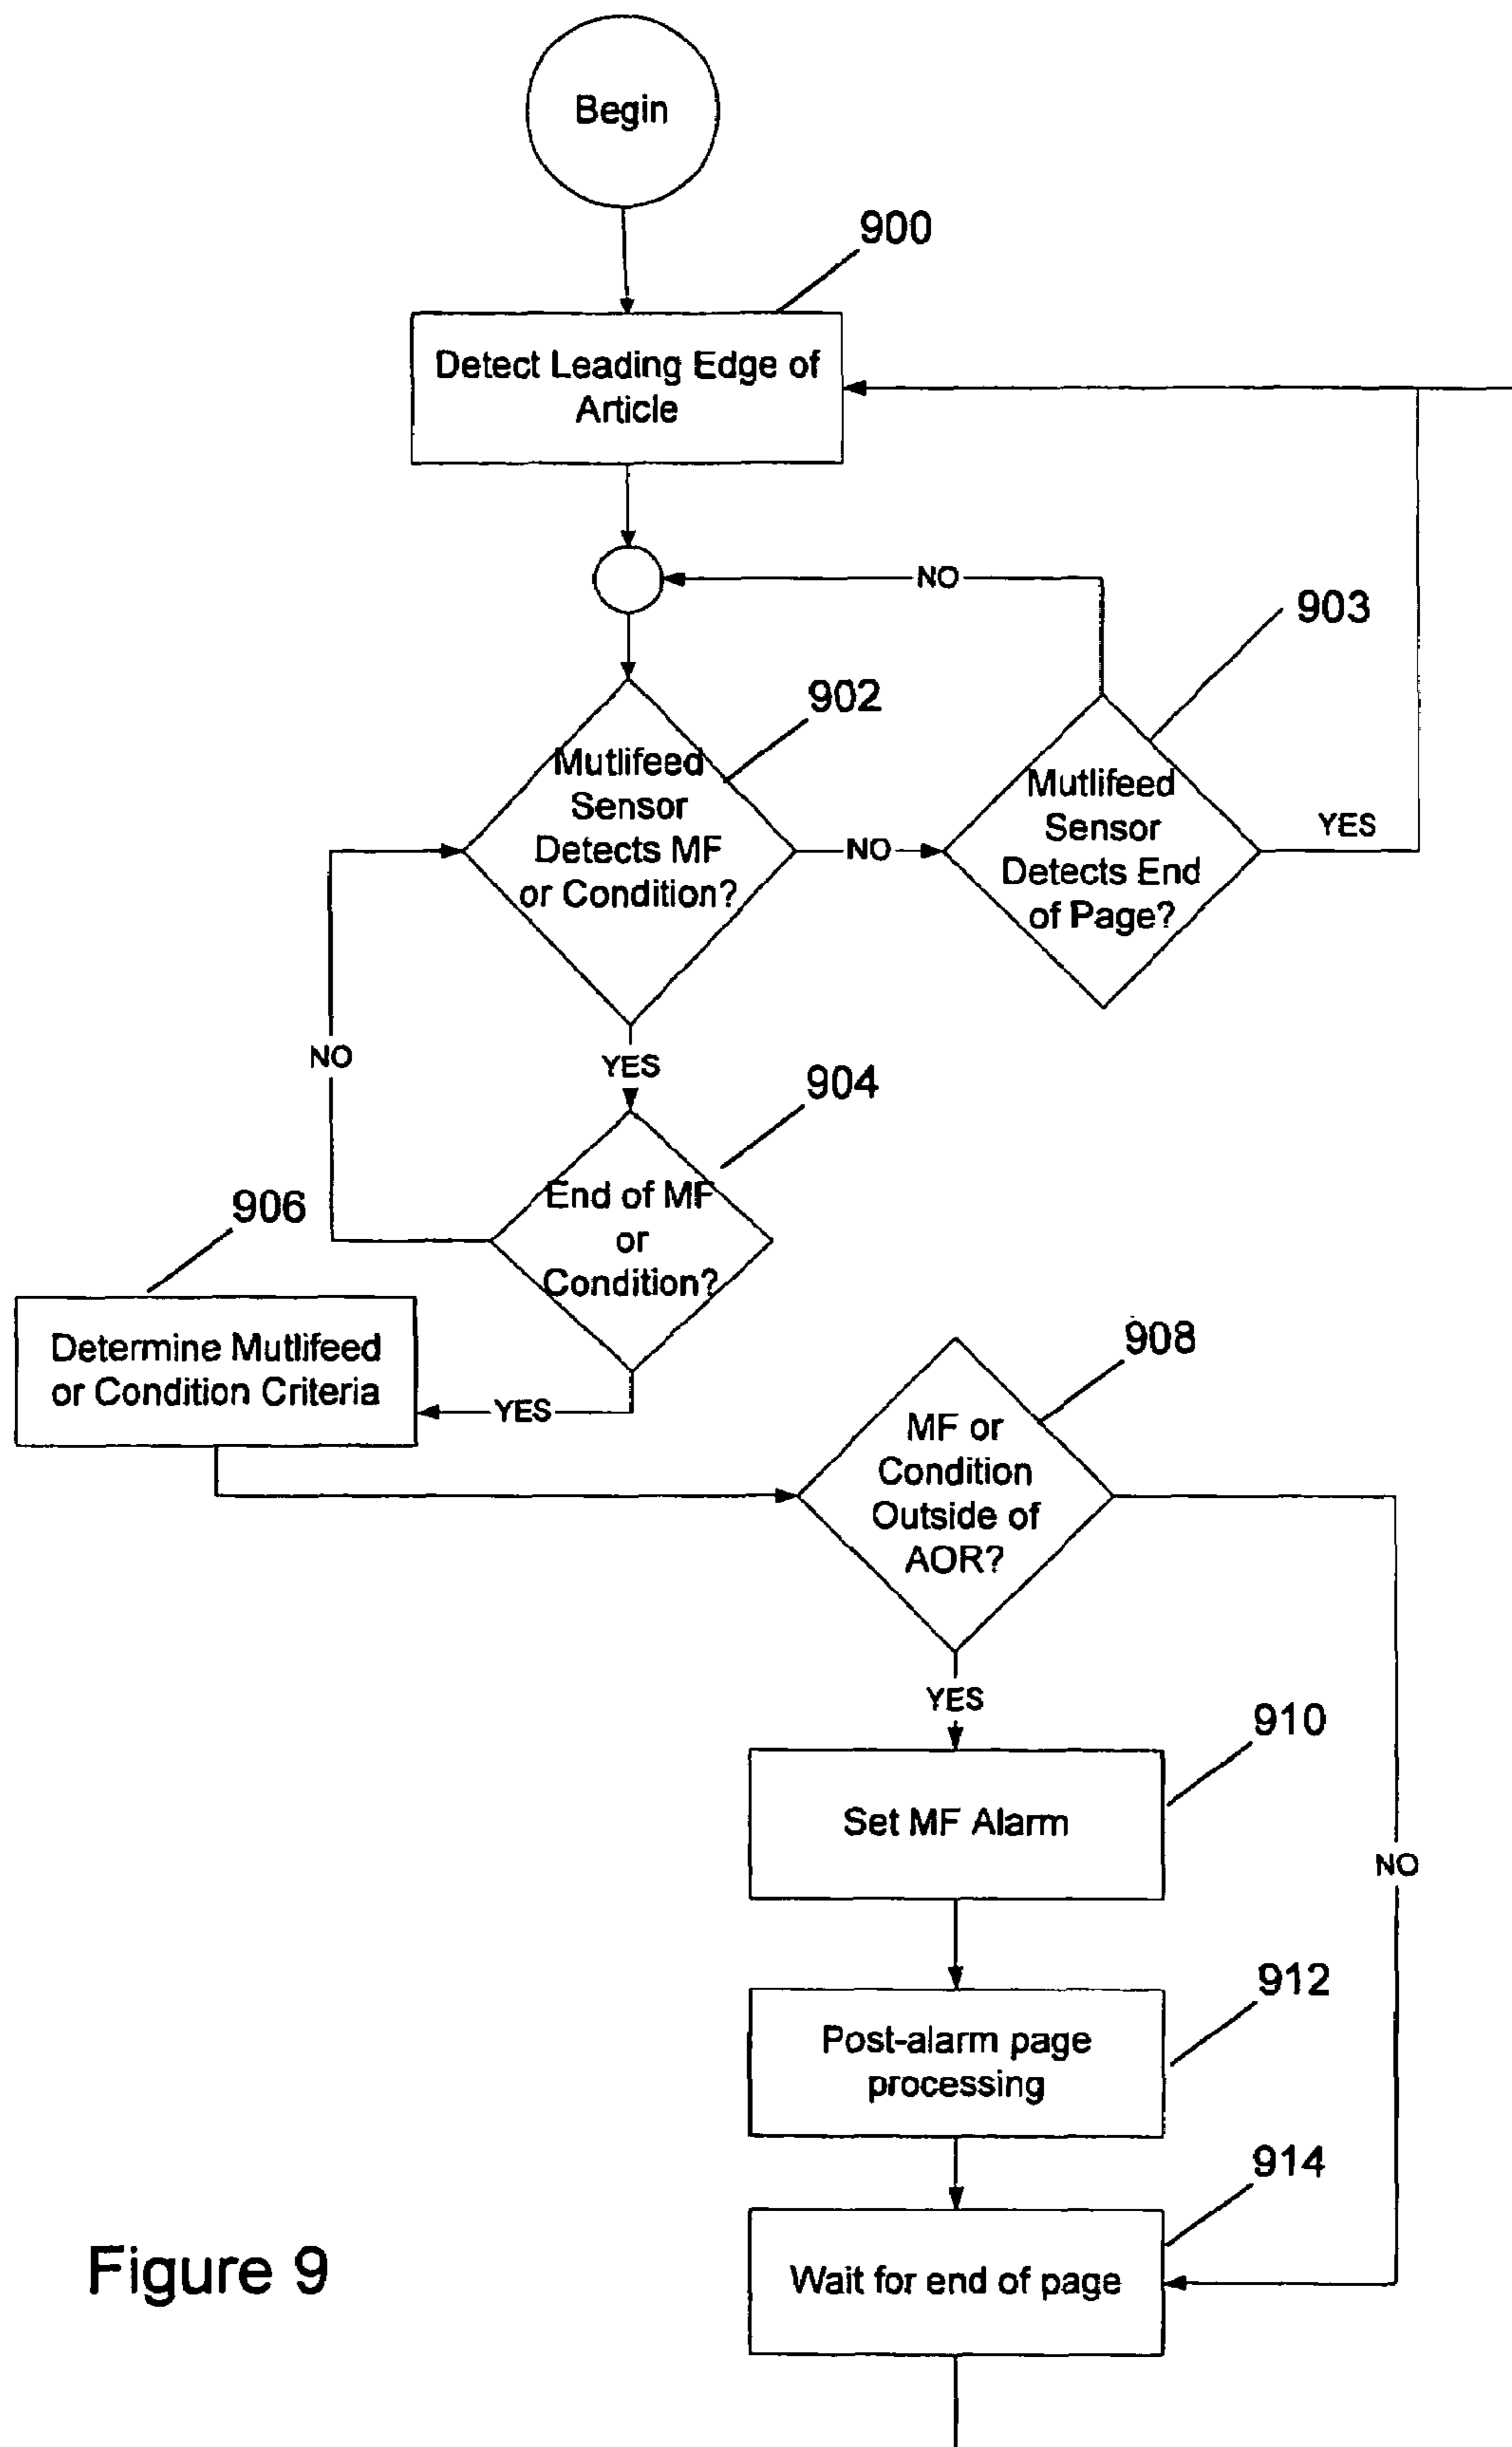 Begin
900
Detect Leading Edge of
Article
NO
903
902
Mutlifeed
Sensor
Detects MF
or Condition?
NO
Mutlifeed
Sensor
Detects End
of Page?
YES
NO
YES
904
End of MF
or
Condition?
906
Determine Mutlifeed
or Condition Criteria
YES
908
MF or
Condition
Outside of
AOR?
YES
910
Set MF Alarm
NO
912
Post-alarm page
processing
914
Wait for end of page
Figure 9